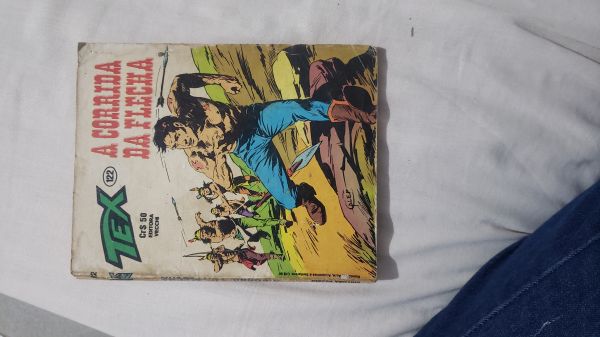 TEX
122
Cr$ 50
EDITORA
VECCHI
A CORRIDA
DA FLECHA